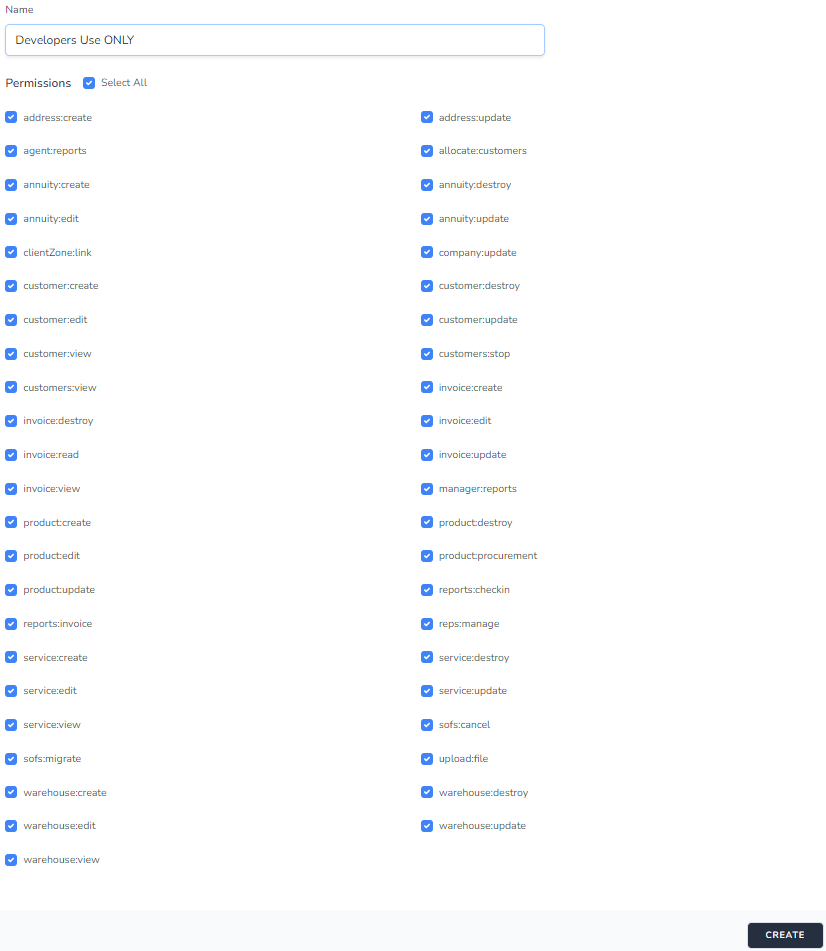 Name
Developers Use ONLY
Permissions Select All
address:create address:update
agent:reports allocate:customers
annuity:create annuity:destroy
annuity:edit annuity:update
clientZone:link company:update
customer:create customer:destroy
customer:edit customer:update
customer:view customers:stop
customers:view invoice:create
invoice:destroy invoice:edit
invoice:read invoice:update
invoice:view manager:reports
product:create product:destroy
product:edit product:procurement
product:update reports:checkin
reports:invoice reps:manage
service:create service:destroy
service:edit service:update
service:view sofs:cancel
sofs:migrate upload:file
warehouse:create warehouse:destroy
warehouse:edit warehouse:update
warehouse:view
CREATE